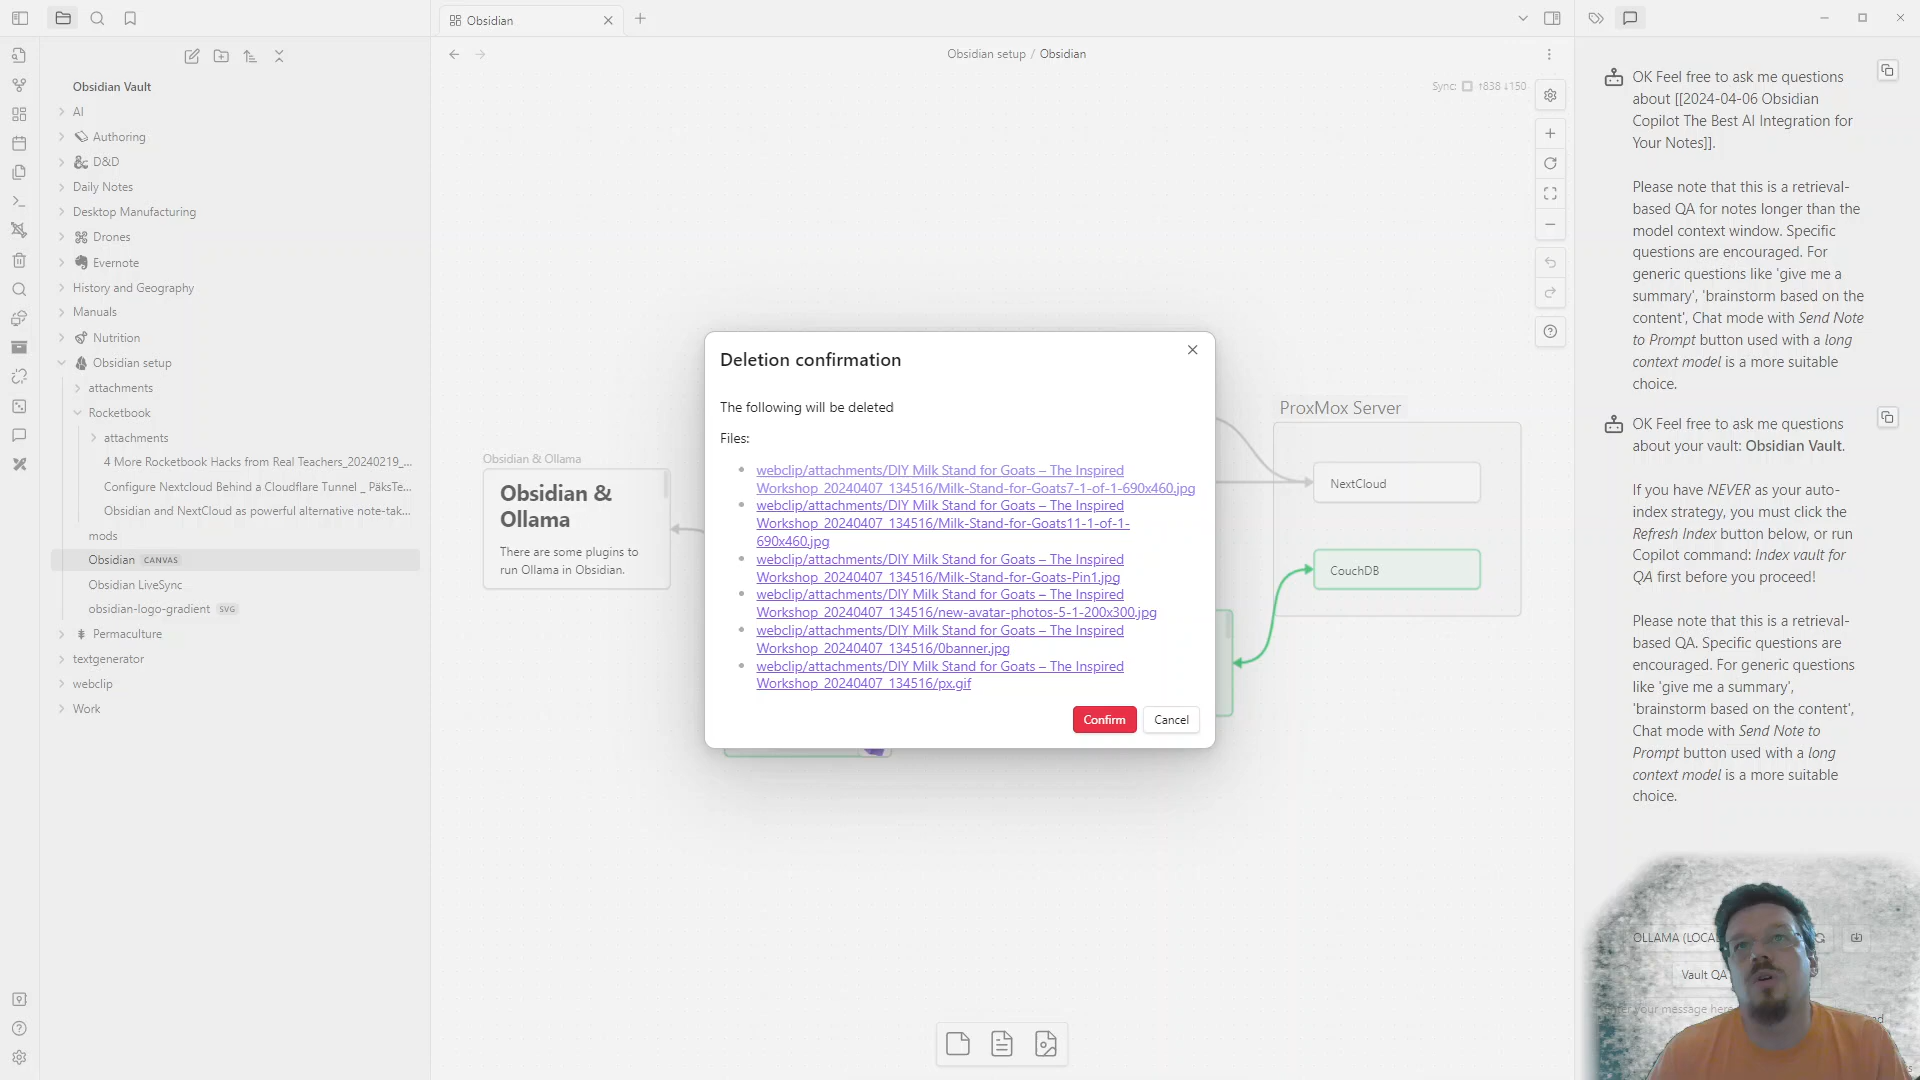 Obsidian
Obsidian setup / Obsidian
Sync: ↑838 ↓150
Obsidian Vault
AI
Authoring
D&D
Daily Notes
Desktop Manufacturing
Drones
Evernote
History and Geography
Manuals
Nutrition
Obsidian setup
attachments
Rocketbook
attachments
4 More Rocketbook Hacks from Real Teachers_20240219_...
Configure Nextcloud Behind a Cloudflare Tunnel _ PäksTe...
Obsidian and NextCloud as powerful alternative note-tak...
mods
Obsidian CANVAS
Obsidian LiveSync
obsidian-logo-gradient SVG
Permaculture
textgenerator
webclip
Work
Obsidian & Ollama
Obsidian &
Ollama
There are some plugins to
run Ollama in Obsidian.
Deletion confirmation
The following will be deleted
Files:
webclip/attachments/DIY Milk Stand for Goats – The Inspired
Workshop_20240407_134516/Milk-Stand-for-Goats7-1-of-1-690x460.jpg
webclip/attachments/DIY Milk Stand for Goats – The Inspired
Workshop_20240407_134516/Milk-Stand-for-Goats11-1-of-1-
690x460.jpg
webclip/attachments/DIY Milk Stand for Goats – The Inspired
Workshop_20240407_134516/Milk-Stand-for-Goats-Pin1.jpg
webclip/attachments/DIY Milk Stand for Goats – The Inspired
Workshop_20240407_134516/new-avatar-photos-5-1-200x300.jpg
webclip/attachments/DIY Milk Stand for Goats – The Inspired
Workshop_20240407_134516/0banner.jpg
webclip/attachments/DIY Milk Stand for Goats – The Inspired
Workshop_20240407_134516/px.gif
Confirm
Cancel
ProxMox Server
NextCloud
CouchDB
OK Feel free to ask me questions
about [[2024-04-06 Obsidian
Copilot The Best AI Integration for
Your Notes]].
Please note that this is a retrieval-
based QA for notes longer than the
model context window. Specific
questions are encouraged. For
generic questions like 'give me a
summary', 'brainstorm based on the
content', Chat mode with Send Note
to Prompt button used with a long
context model is a more suitable
choice.
OK Feel free to ask me questions
about your vault: Obsidian Vault.
If you have NEVER as your auto-
index strategy, you must click the
Refresh Index button below, or run
Copilot command: Index vault for
QA first before you proceed!
Please note that this is a retrieval-
based QA. Specific questions are
encouraged. For generic questions
like 'give me a summary',
'brainstorm based on the content',
Chat mode with Send Note to
Prompt button used with a long
context model is a more suitable
choice.
OLLAMA (LOCAL
Vault QA
your message here